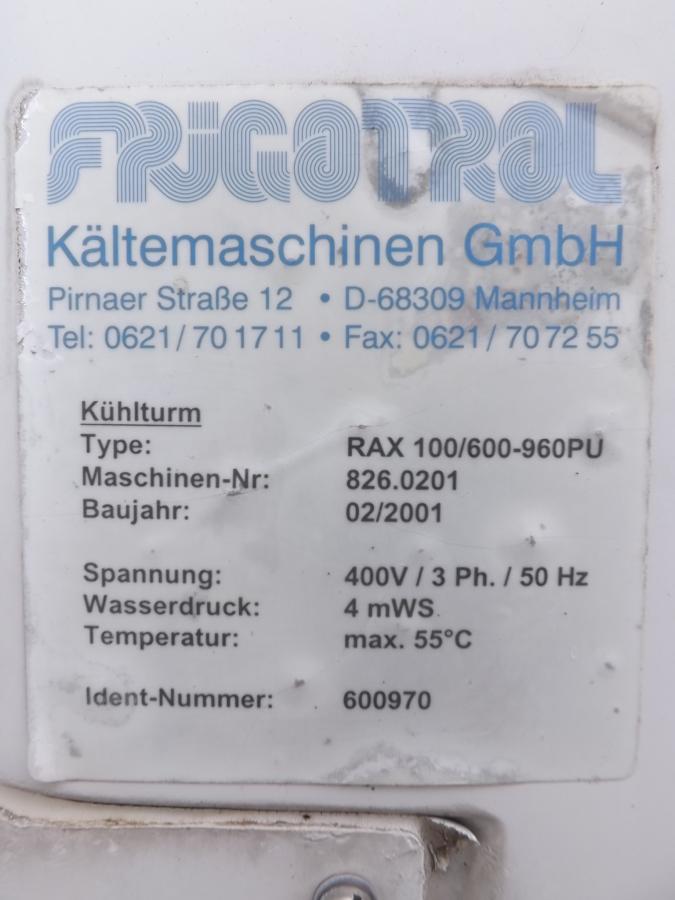 FRIGOTROL
Kältemaschinen GmbH
Pirnaer Straße 12 • D-68309 Mannheim
Tel: 0621/701711 • Fax: 0621/707255
Kühlturm
Type: RAX 100/600-960PU
Maschinen-Nr: 826.0201
Baujahr: 02/2001
Spannung: 400V / 3 Ph. / 50 Hz
Wasserdruck: 4 mWS
Temperatur: max. 55°C
Ident-Nummer: 600970